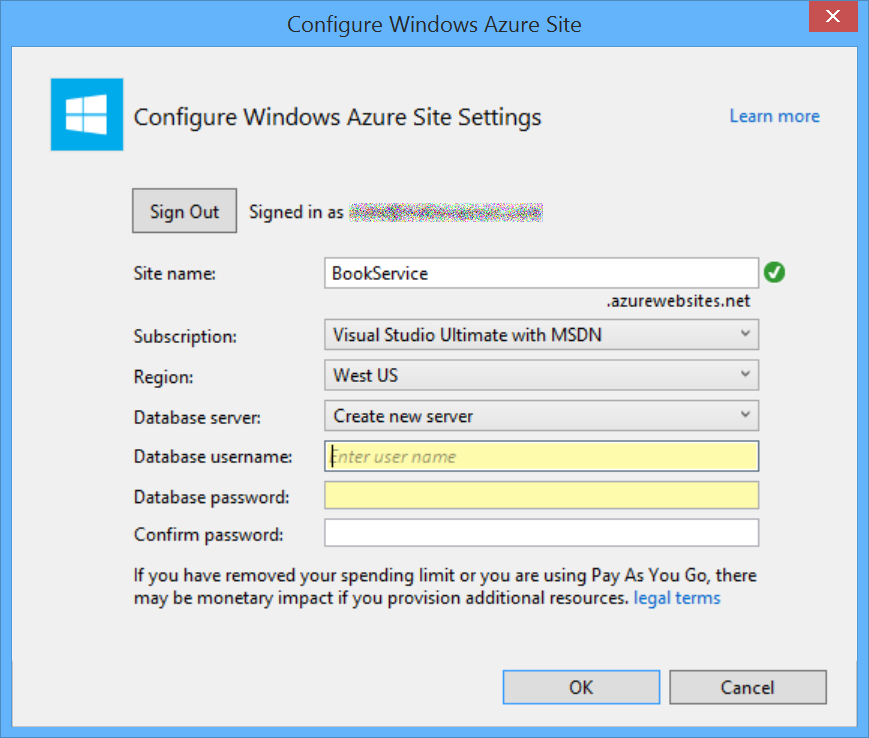 Configure Windows Azure Site
Configure Windows Azure Site Settings
Learn more
Sign Out
Signed in as
Site name:
BookService
.azurewebsites.net
Subscription:
Visual Studio Ultimate with MSDN
Region:
West US
Database server:
Create new server
Database username:
Enter user name
Database password:
Confirm password:
If you have removed your spending limit or you are using Pay As You Go, there
may be monetary impact if you provision additional resources. legal terms
OK
Cancel